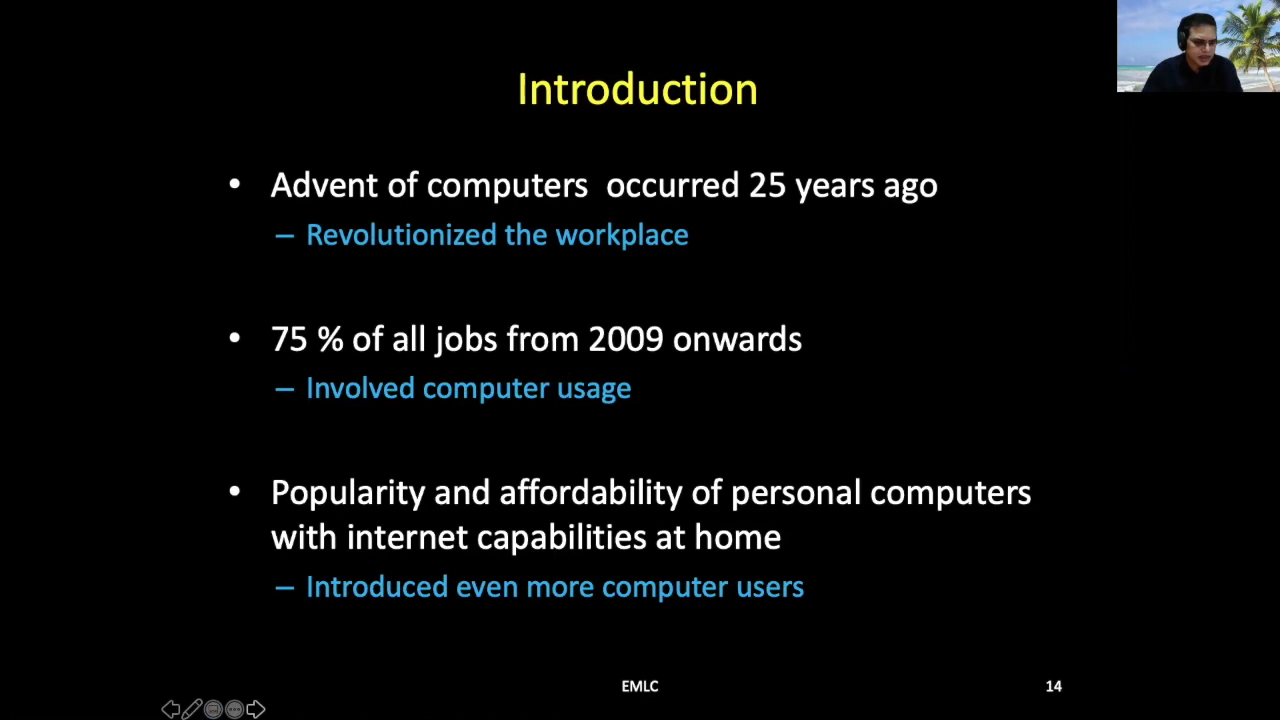 Introduction
• Advent of computers  occurred 25 years ago
– Revolutionized the workplace
• 75 % of all jobs from 2009 onwards
– Involved computer usage
• Popularity and affordability of personal computers
with internet capabilities at home
– Introduced even more computer users
EMLC
14